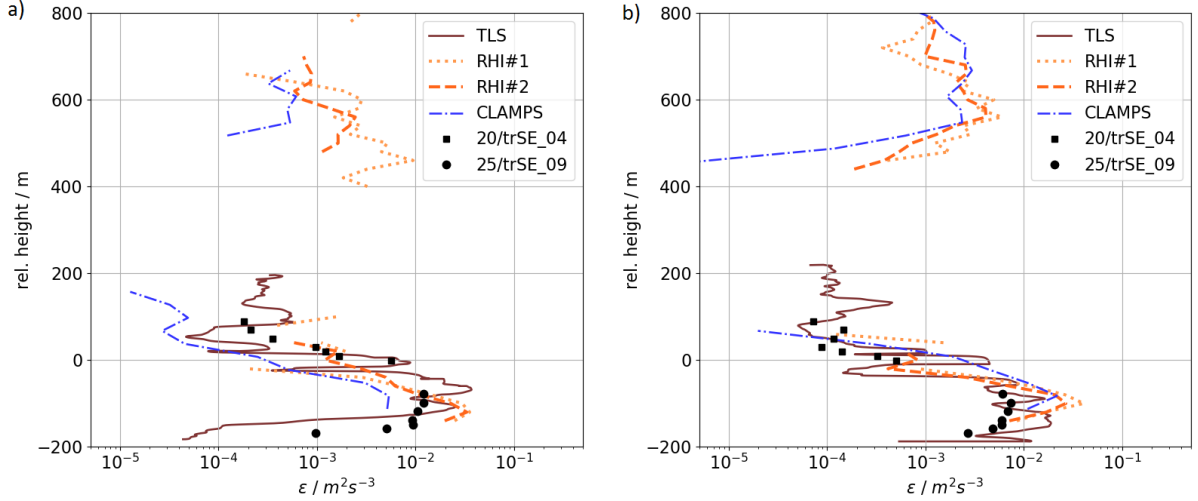 a)
800
600
400
200
0
−200
rel. height / m
TLS
RHI#1
RHI#2
CLAMPS
20/trSE_04
25/trSE_09
10⁻⁵ 10⁻⁴ 10⁻³ 10⁻² 10⁻¹
ε / m²s⁻³
b)
800
600
400
200
0
−200
rel. height / m
TLS
RHI#1
RHI#2
CLAMPS
20/trSE_04
25/trSE_09
10⁻⁵ 10⁻⁴ 10⁻³ 10⁻² 10⁻¹
ε / m²s⁻³